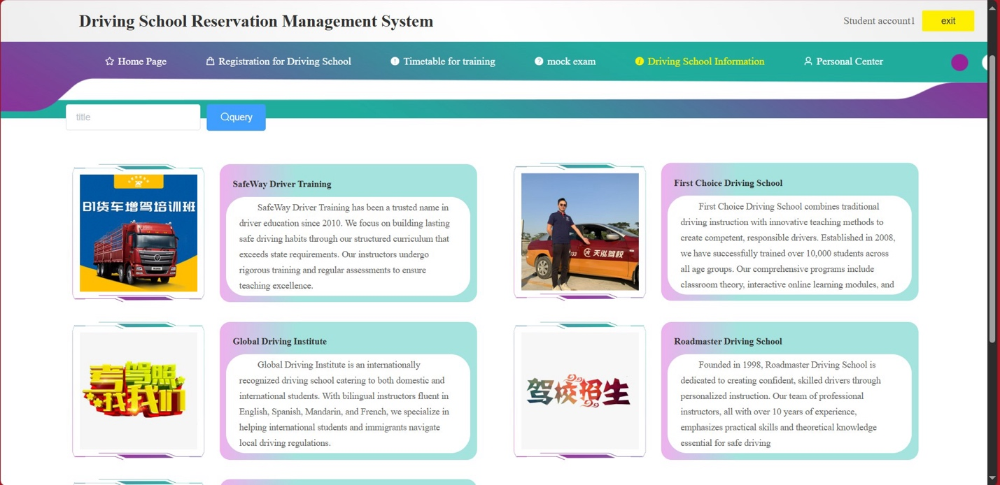 Driving School Reservation Management System
Student account1
exit
Home Page
Registration for Driving School
Timetable for training
mock exam
Driving School Information
Personal Center
title
query
B1货车增驾培训班
SafeWay Driver Training
SafeWay Driver Training has been a trusted name in
driver education since 2010. We focus on building lasting
safe driving habits through our structured curriculum that
exceeds state requirements. Our instructors undergo
rigorous training and regular assessments to ensure
teaching excellence.
天泓驾校
First Choice Driving School
First Choice Driving School combines traditional
driving instruction with innovative teaching methods to
create competent, responsible drivers. Established in 2008,
we have successfully trained over 10,000 students across
all age groups. Our comprehensive programs include
classroom theory, interactive online learning modules, and
考驾照
找我们
Global Driving Institute
Global Driving Institute is an internationally
recognized driving school catering to both domestic and
international students. With bilingual instructors fluent in
English, Spanish, Mandarin, and French, we specialize in
helping international students and immigrants navigate
local driving regulations.
驾校招生
Roadmaster Driving School
Founded in 1998, Roadmaster Driving School is
dedicated to creating confident, skilled drivers through
personalized instruction. Our team of professional
instructors, all with over 10 years of experience,
emphasizes practical skills and theoretical knowledge
essential for safe driving